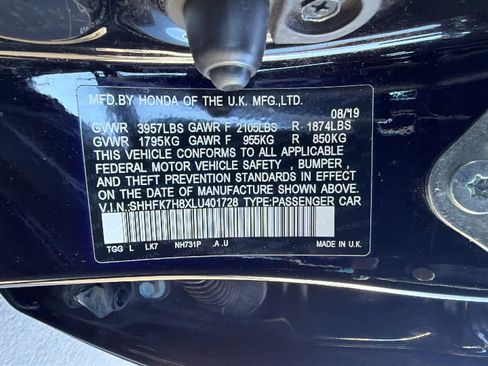 MFD.BY HONDA OF THE U.K. MFG.,LTD.
08/19
GVWR 3957LBS GAWR F 2105LBS R 1874LBS
GVWR 1795KG GAWR F 955KG R 850KG
THIS VEHICLE CONFORMS TO ALL APPLICABLE
FEDERAL MOTOR VEHICLE SAFETY , BUMPER ,
AND THEFT PREVENTION STANDARDS IN EFFECT
ON THE DATE OF MANUFACTURE SHOWN ABOVE.
V.I.N.:SHHFK7H8XLU401728 TYPE:PASSENGER CAR
TGG L LK7 NH731P .A .U MADE IN U.K.